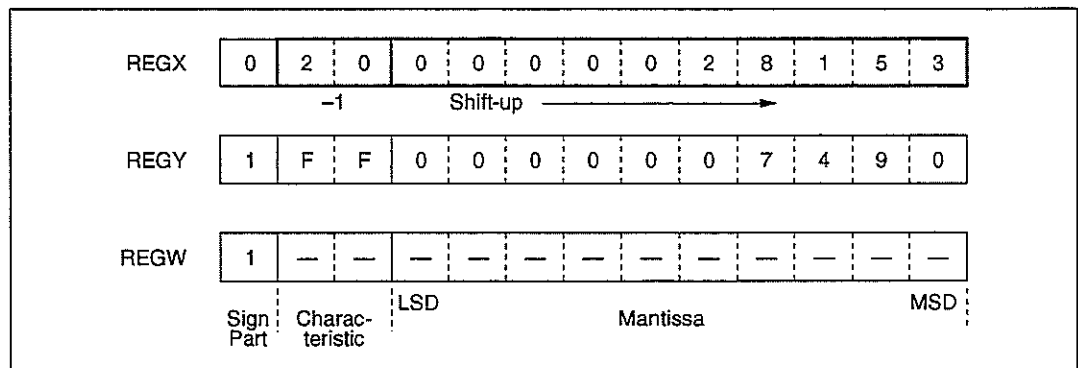 REGX 0 2 0 0 0 0 0 0 2 8 1 5 3
–1 Shift-up
REGY 1 F F 0 0 0 0 0 0 7 4 9 0
REGW 1 — — — — — — — — — — — —
LSD MSD
Sign Part Charac-teristic Mantissa